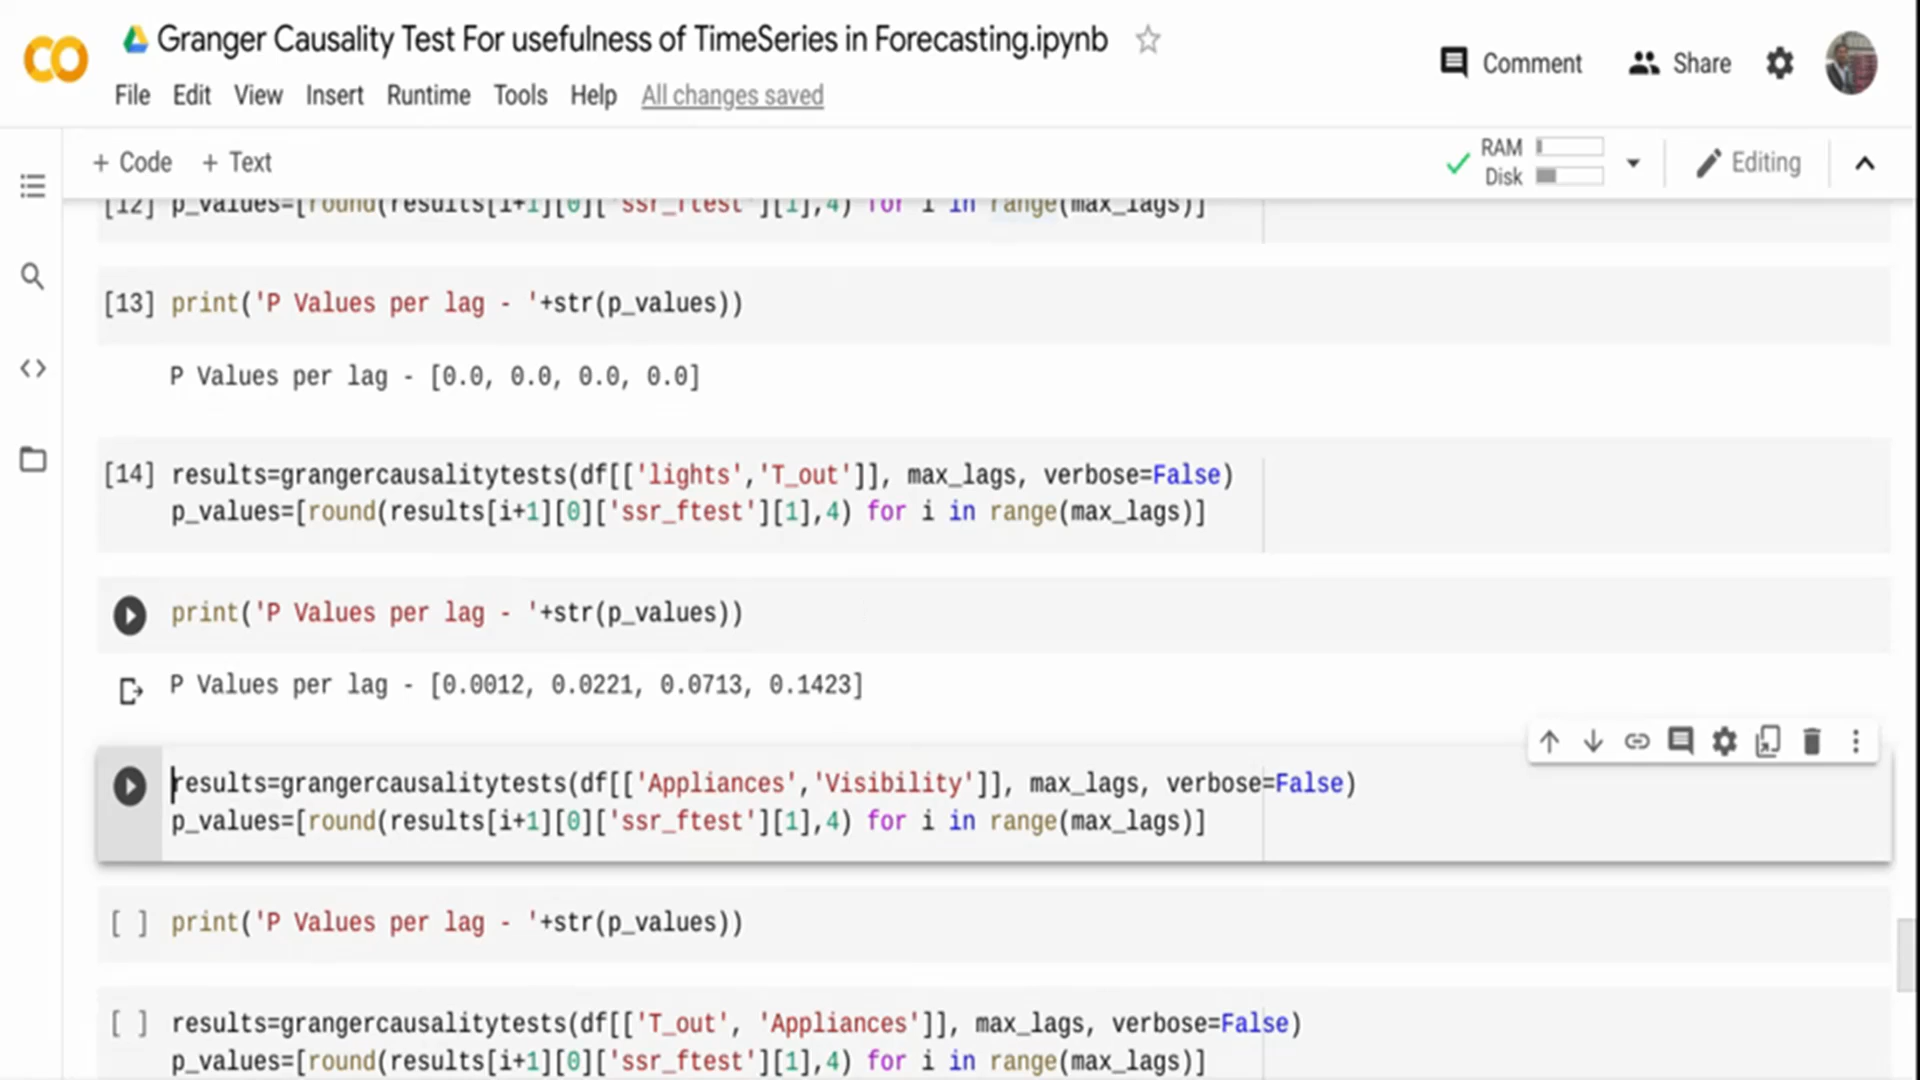 Granger Causality Test For usefulness of TimeSeries in Forecasting.ipynb
Comment
Share
File Edit View Insert Runtime Tools Help All changes saved
+ Code + Text
RAM
Disk
Editing
[12] p_values=[round(results[i+1][0]['ssr_ftest'][1],4) for i in range(max_lags)]
[13] print('P Values per lag - '+str(p_values))
P Values per lag - [0.0, 0.0, 0.0, 0.0]
[14] results=grangercausalitytests(df[['lights','T_out']], max_lags, verbose=False)
p_values=[round(results[i+1][0]['ssr_ftest'][1],4) for i in range(max_lags)]
print('P Values per lag - '+str(p_values))
P Values per lag - [0.0012, 0.0221, 0.0713, 0.1423]
results=grangercausalitytests(df[['Appliances','Visibility']], max_lags, verbose=False)
p_values=[round(results[i+1][0]['ssr_ftest'][1],4) for i in range(max_lags)]
[ ] print('P Values per lag - '+str(p_values))
[ ] results=grangercausalitytests(df[['T_out', 'Appliances']], max_lags, verbose=False)
p_values=[round(results[i+1][0]['ssr_ftest'][1],4) for i in range(max_lags)]